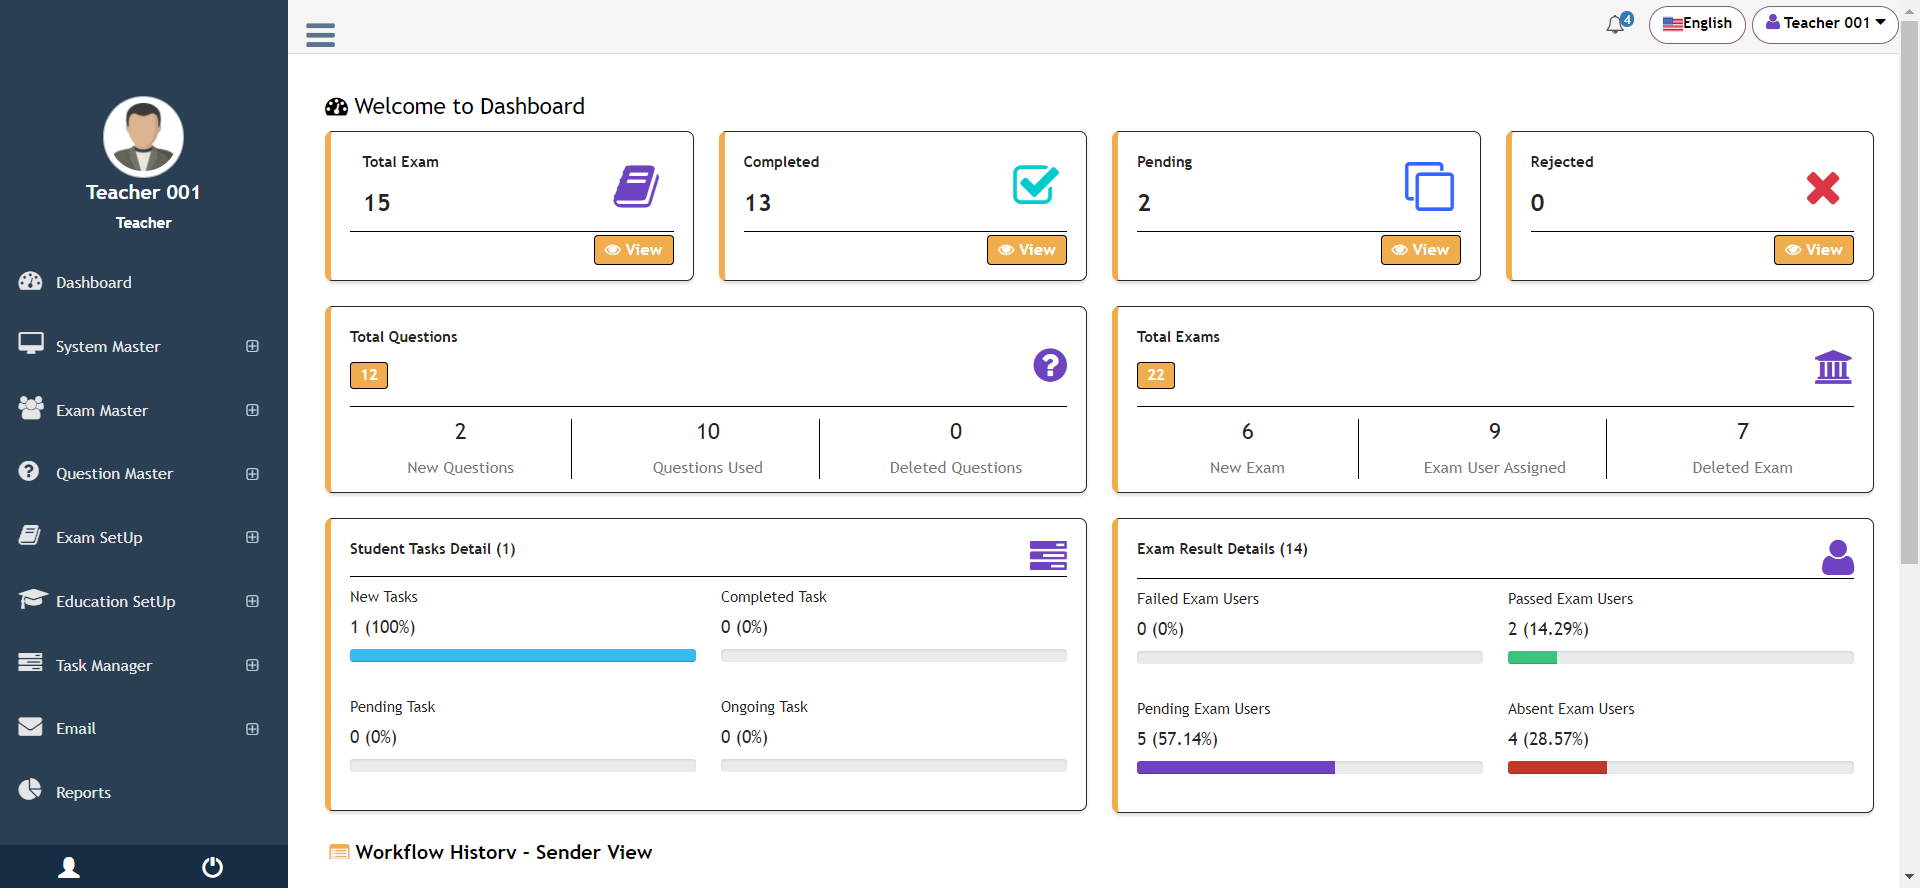 4
English
Teacher 001
Teacher 001
Teacher
Dashboard
System Master
Exam Master
Question Master
Exam SetUp
Education SetUp
Task Manager
Email
Reports
Welcome to Dashboard
Total Exam
15
View
Completed
13
View
Pending
2
View
Rejected
0
View
Total Questions
12
2
New Questions
10
Questions Used
0
Deleted Questions
Total Exams
22
6
New Exam
9
Exam User Assigned
7
Deleted Exam
Student Tasks Detail (1)
New Tasks
1 (100%)
Completed Task
0 (0%)
Pending Task
0 (0%)
Ongoing Task
0 (0%)
Exam Result Details (14)
Failed Exam Users
0 (0%)
Passed Exam Users
2 (14.29%)
Pending Exam Users
5 (57.14%)
Absent Exam Users
4 (28.57%)
Workflow History - Sender View